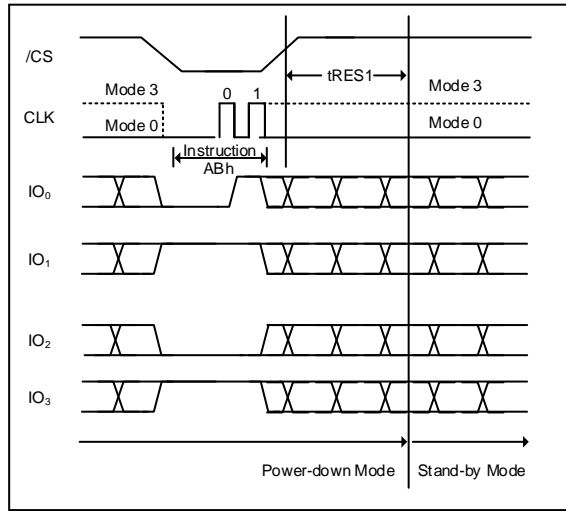 /CS
tRES1
Mode 3
0 1
Mode 3
CLK
Mode 0
Mode 0
Instruction
ABh
IO₀
IO₁
IO₂
IO₃
Power-down Mode
Stand-by Mode